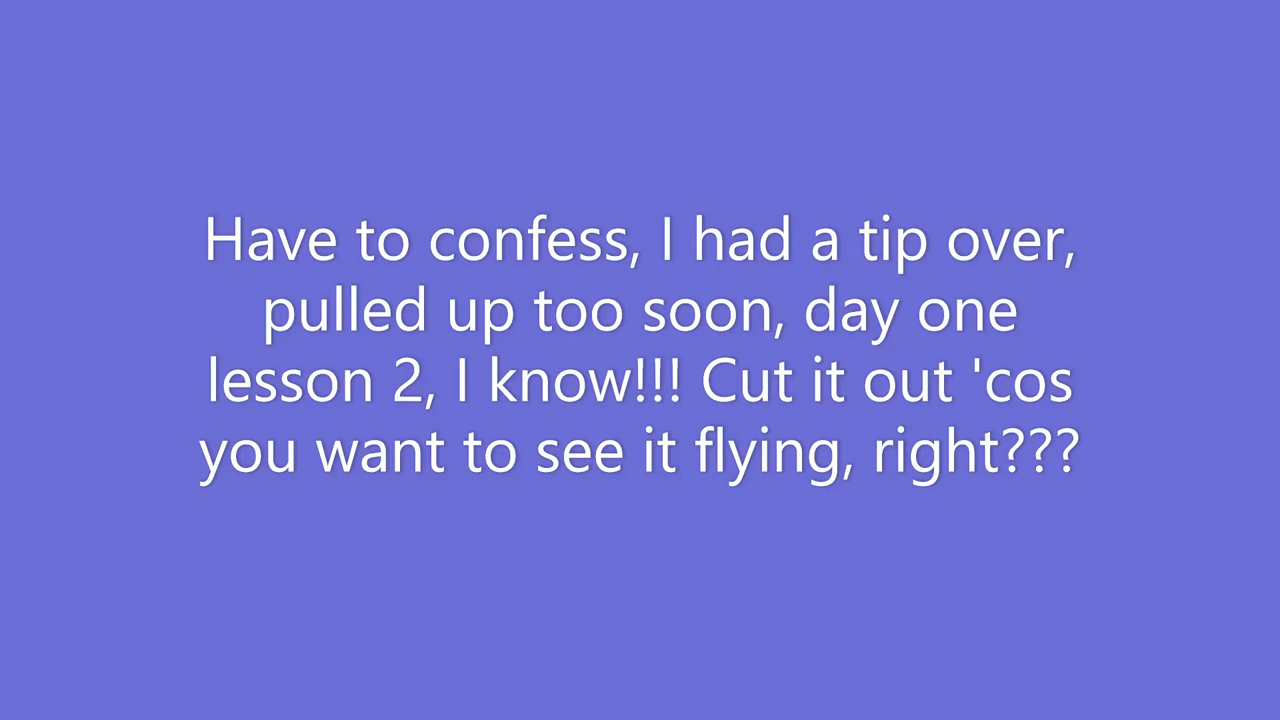 Have to confess, I had a tip over,
pulled up too soon, day one
lesson 2, I know!!! Cut it out 'cos
you want to see it flying, right???